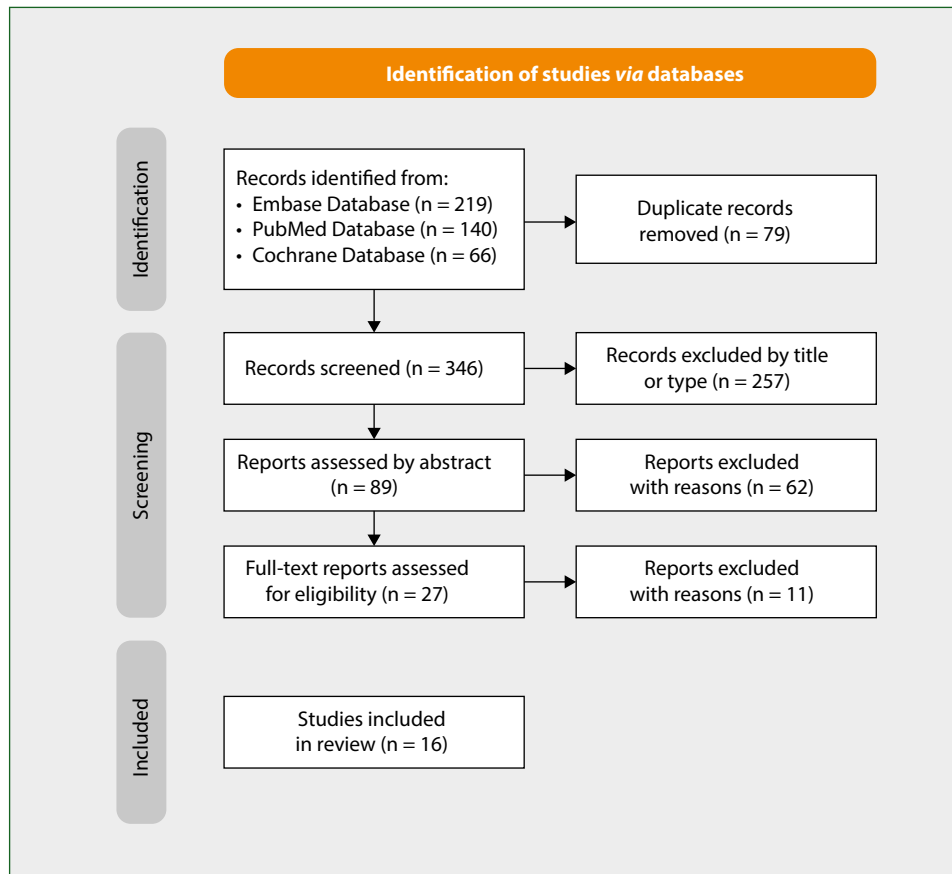 Identification of studies via databases
Identification
Records identified from:
• Embase Database (n = 219)
• PubMed Database (n = 140)
• Cochrane Database (n = 66)
Duplicate records
removed (n = 79)
Screening
Records screened (n = 346)
Records excluded by title
or type (n = 257)
Reports assessed by abstract
(n = 89)
Reports excluded
with reasons (n = 62)
Full-text reports assessed
for eligibility (n = 27)
Reports excluded
with reasons (n = 11)
Included
Studies included
in review (n = 16)